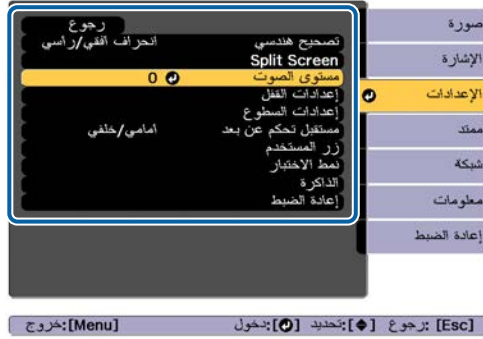 رجوع
تصحيح هندسي انحراف أفقي/رأسي
Split Screen
مستوى الصوت 0
إعدادات القفل
إعدادات السطوع
مستقبل تحكم عن بعد أمامي/خلفي
زر المستخدم
نمط الاختبار
الذاكرة
إعادة الضبط
صورة
الإشارة
الإعدادات
ممتد
شبكة
معلومات
إعادة الضبط
[Esc] :رجوع [♦]:تحديد [↵]:دخول [Menu]:خروج